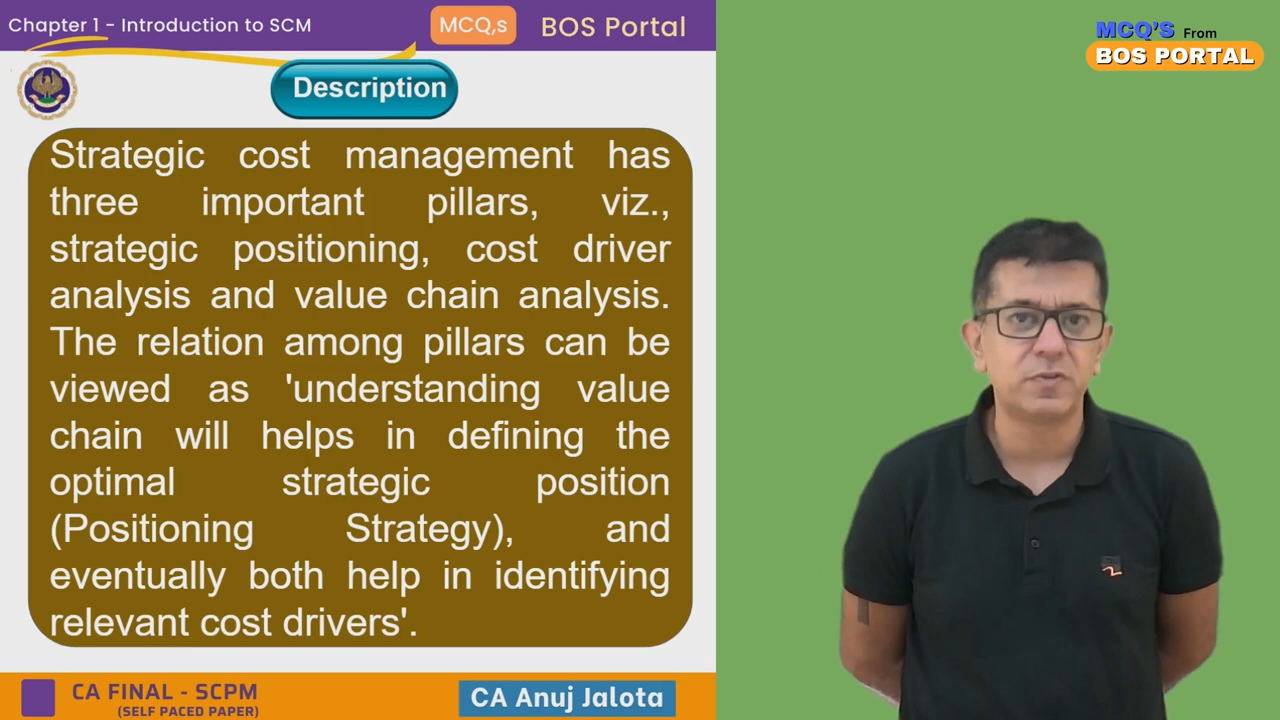 Chapter 1 - Introduction to SCM
MCQ,s
BOS Portal
MCQ'S From
BOS PORTAL
Description
Strategic cost management has
three important pillars, viz.,
strategic positioning, cost driver
analysis and value chain analysis.
The relation among pillars can be
viewed as 'understanding value
chain will helps in defining the
optimal strategic position
(Positioning Strategy), and
eventually both help in identifying
relevant cost drivers'.
CA FINAL - SCPM
(SELF PACED PAPER)
CA Anuj Jalota